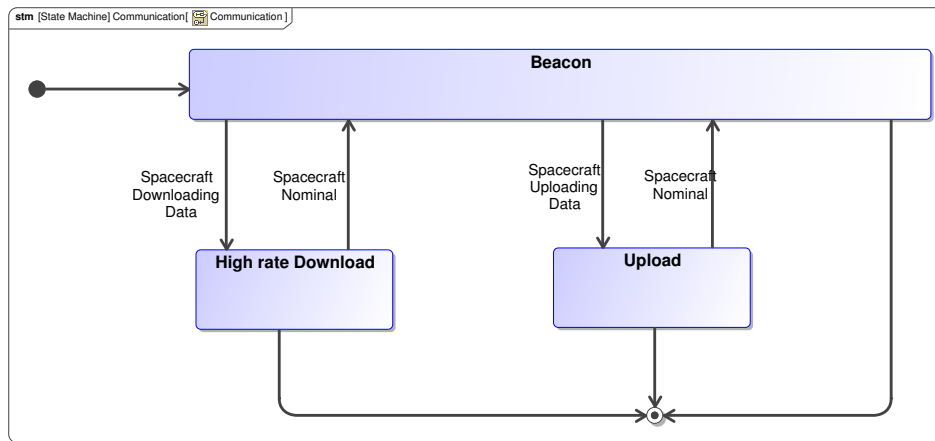 stm [State Machine] Communication[ Communication ]
Beacon
Spacecraft
Downloading
Data
Spacecraft
Nominal
Spacecraft
Uploading
Data
Spacecraft
Nominal
High rate Download
Upload